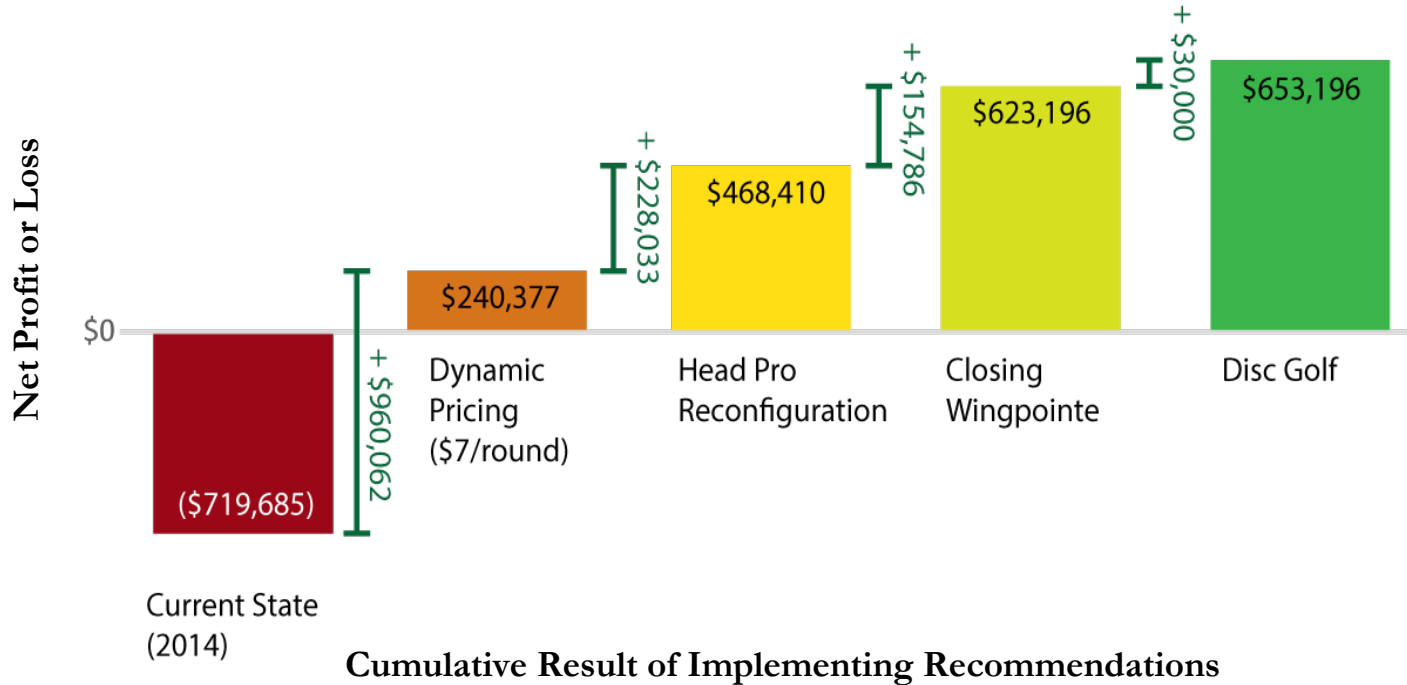 Net Profit or Loss
$0
($719,685)
Current State
(2014)
+ $960,062
$240,377
Dynamic
Pricing
($7/round)
+ $228,033
$468,410
Head Pro
Reconfiguration
+ $154,786
$623,196
Closing
Wingpointe
+ $30,000
$653,196
Disc Golf
Cumulative Result of Implementing Recommendations